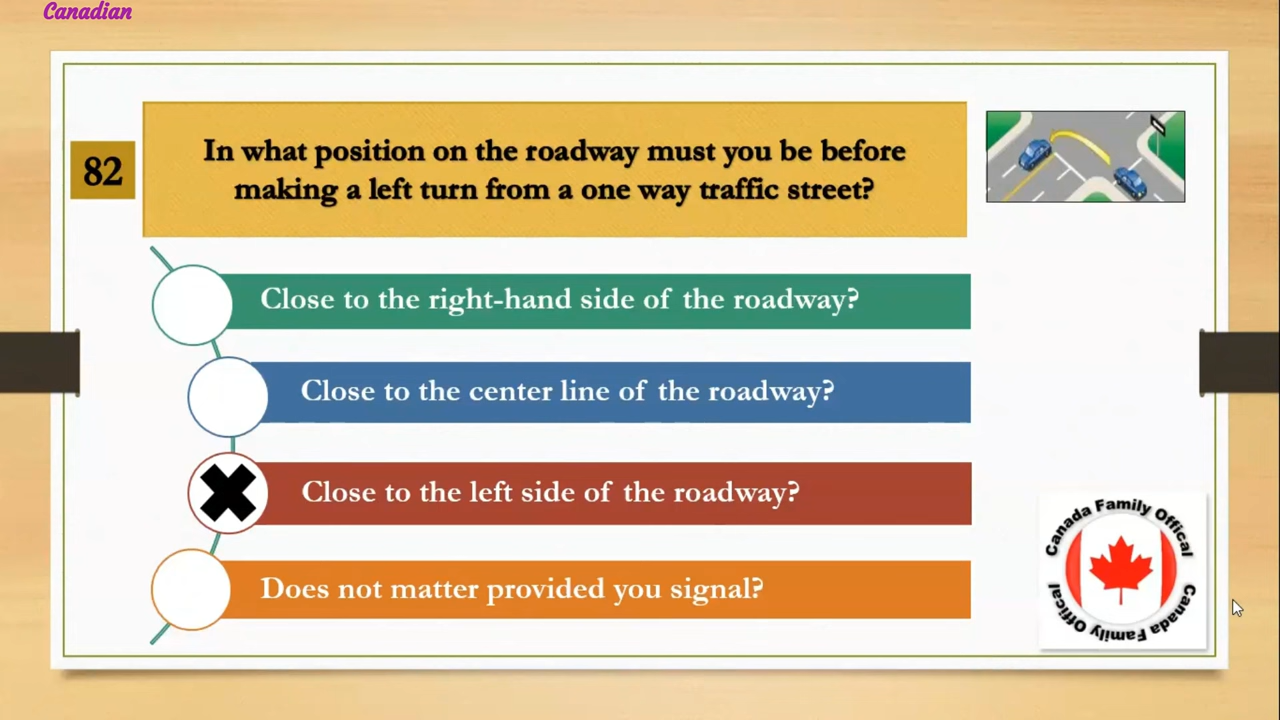 Canadian
82
In what position on the roadway must you be before
making a left turn from a one way traffic street?
Close to the right-hand side of the roadway?
Close to the center line of the roadway?
Close to the left side of the roadway?
Does not matter provided you signal?
Canada Family Offical
Canada Family Offical